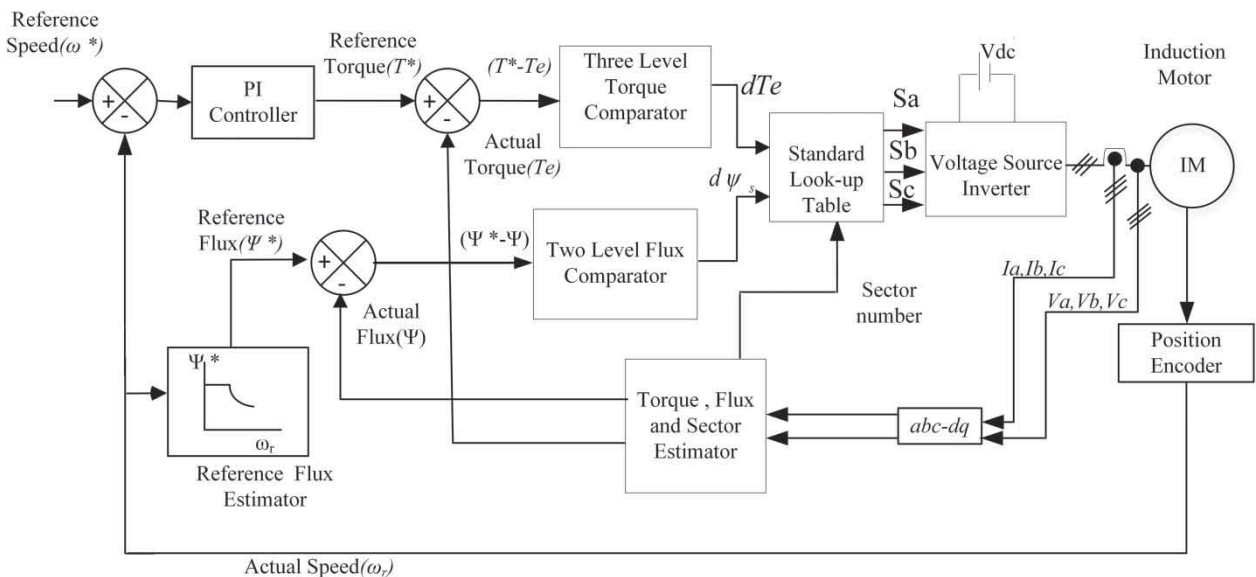 Reference
Speed(ω *)
+
-
PI
Controller
Reference
Torque(T*)
+
-
(T*-Te)
Actual
Torque(Te)
Three Level
Torque
Comparator
dTe
Standard
Look-up
Table
Sa
Sb
Sc
Vdc
Voltage Source
Inverter
Induction
Motor
IM
Reference
Flux(Ψ *)
+
-
(Ψ *-Ψ)
Two Level Flux
Comparator
d ψ s
Actual
Flux(Ψ)
Sector
number
Ia,Ib,Ic
Va,Vb,Vc
Position
Encoder
Ψ *
ωr
Reference Flux
Estimator
Torque , Flux
and Sector
Estimator
abc-dq
Actual Speed(ωr)